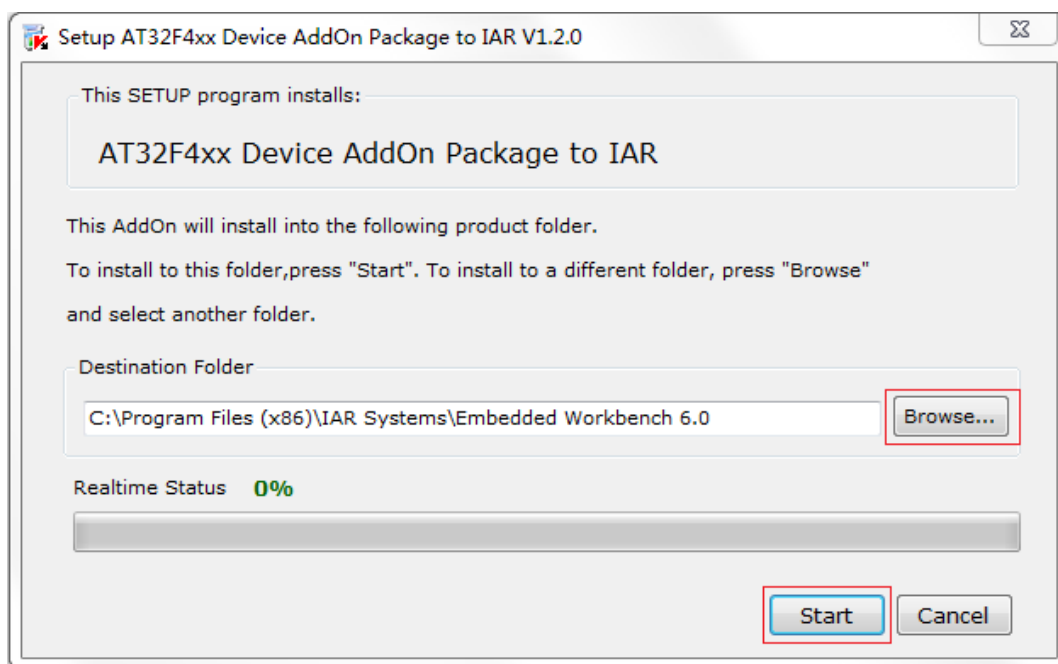 Setup AT32F4xx Device AddOn Package to IAR V1.2.0
This SETUP program installs:
AT32F4xx Device AddOn Package to IAR
This AddOn will install into the following product folder.
To install to this folder,press "Start". To install to a different folder, press "Browse"
and select another folder.
Destination Folder
C:\Program Files (x86)\IAR Systems\Embedded Workbench 6.0
Browse...
Realtime Status 0%
Start Cancel